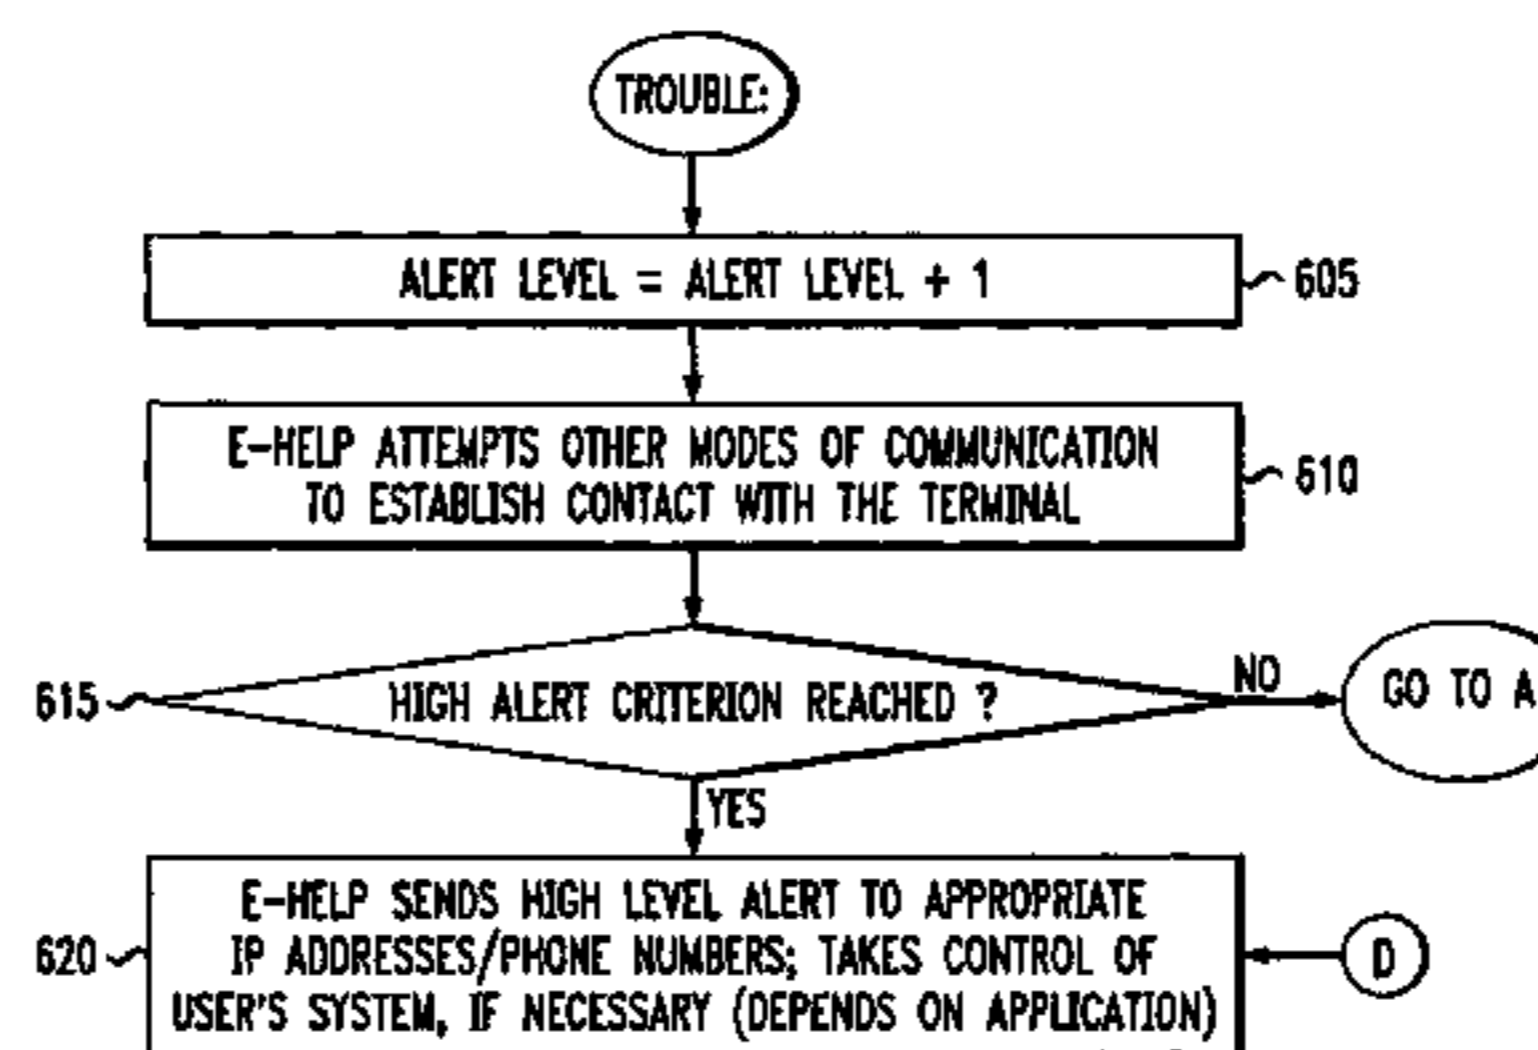 TROUBLE:
ALERT LEVEL = ALERT LEVEL + 1
605
E-HELP ATTEMPTS OTHER MODES OF COMMUNICATION
TO ESTABLISH CONTACT WITH THE TERMINAL
610
615
HIGH ALERT CRITERION REACHED ?
NO
GO TO A
YES
E-HELP SENDS HIGH LEVEL ALERT TO APPROPRIATE
IP ADDRESSES/PHONE NUMBERS; TAKES CONTROL OF
USER'S SYSTEM, IF NECESSARY (DEPENDS ON APPLICATION)
620
D